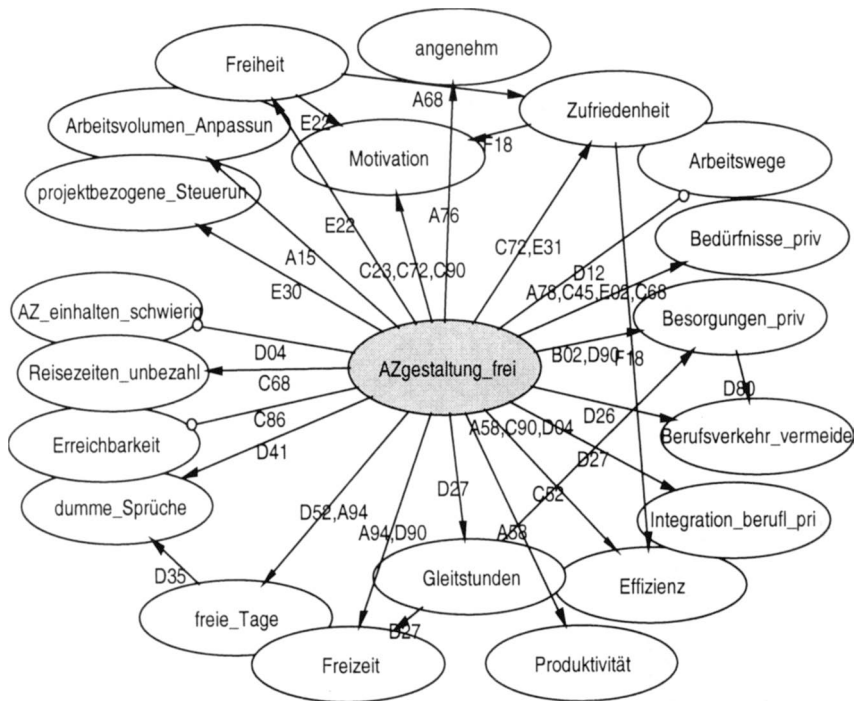 angenehm
Freiheit
A68
Zufriedenheit
Arbeitsvolumen_Anpassun
E22
F18
Motivation
Arbeitswege
projektbezogene_Steuerun
A76
E22
C72,E31
Bedürfnisse_priv
A15
C23,C72,C90
D12
E30
A78,C45,E02,C68
AZ_einhalten_schwierig
Besorgungen_priv
D04
AZgestaltung_frei
B02,D90
F18
Reisezeiten_unbezahl
C68
D80
C86
D26
Erreichbarkeit
A58,C90,D04
Berufsverkehr_vermeide
D41
D27
dumme_Sprüche
D27
C52
D52,A94
Integration_berufl_pri
A94,D90
A58
D35
Gleitstunden
Effizienz
freie_Tage
D27
Freizeit
Produktivität